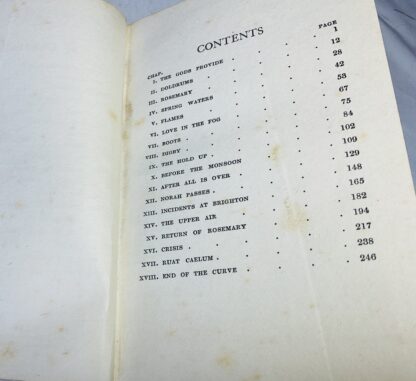 CONTENTS
CHAP. PAGE
I. THE GODS PROVIDE . . . . 1
II. DOLDRUMS . . . . . 12
III. ROSEMARY . . . . . 28
IV. SPRING WATERS . . . . 42
V. FLAMES . . . . . 53
VI. LOVE IN THE FOG . . . . 67
VII. ROOTS . . . . . 75
VIII. DIGBY . . . . . 84
IX. THE HOLD UP . . . . . 102
X. BEFORE THE MONSOON . . . . 109
XI. AFTER ALL IS OVER . . . . 129
XII. NORAH PASSES . . . . . 148
XIII. INCIDENTS AT BRIGHTON . . . . 165
XIV. THE UPPER AIR . . . . 182
XV. RETURN OF ROSEMARY . . . . 194
XVI. CRISIS . . . . . 217
XVII. RUAT CAELUM . . . . . 238
XVIII. END OF THE CURVE . . . . 246